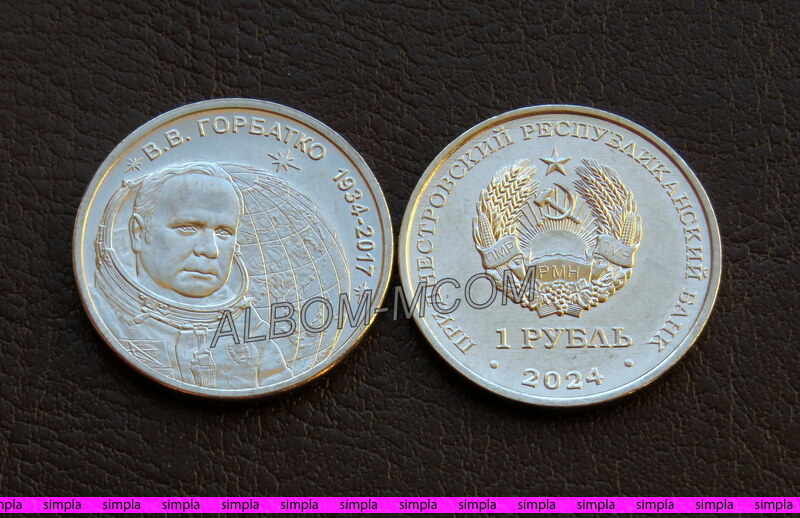 В.В. ГОРБАТКО 1934-2017
ПРИДНЕСТРОВСКИЙ РЕСПУБЛИКАНСКИЙ БАНК
ПМР РМН ПМР
1 РУБЛЬ
• 2024 •
ALBOM-MCOM
simpla simpla simpla simpla simpla simpla simpla simpla simpla simpla simpla simpla simpla simpla